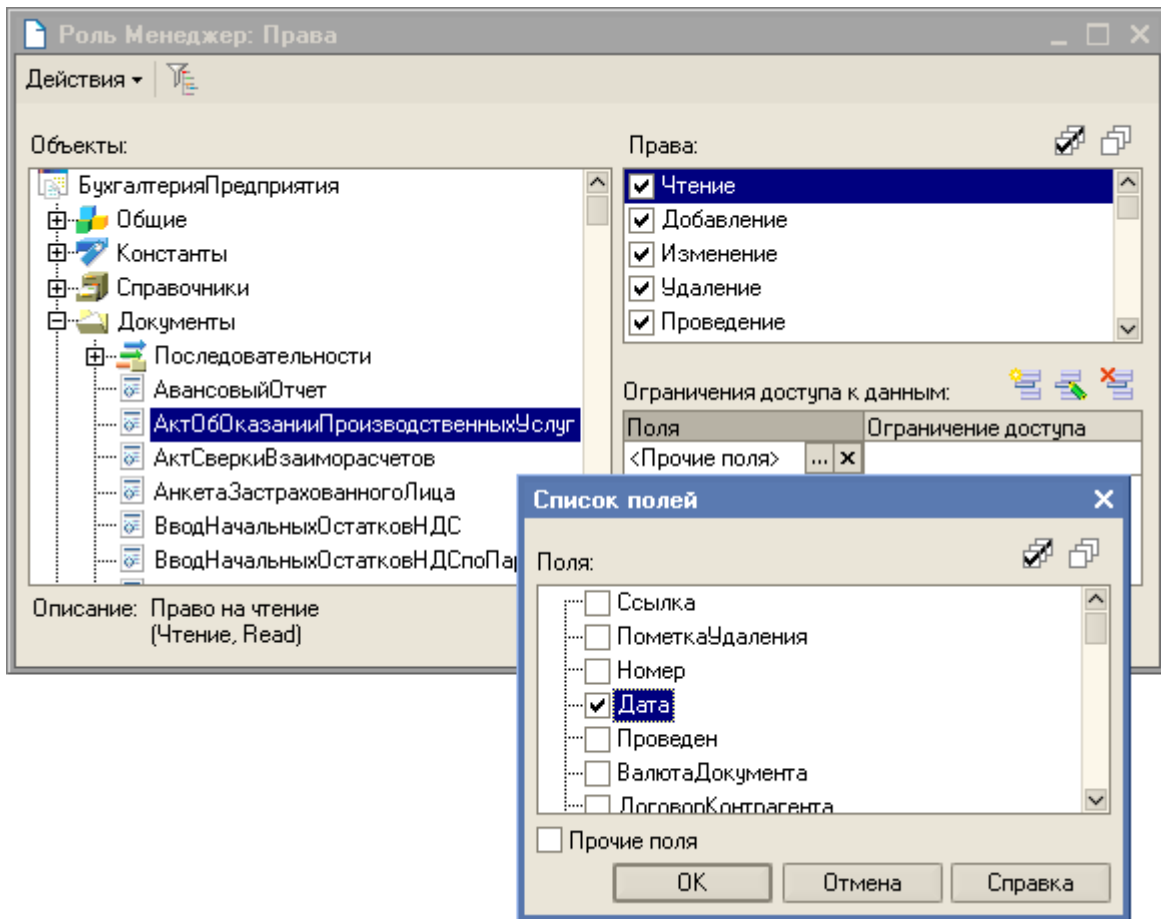 Роль Менеджер: Права
Действия
Объекты:
БухгалтерияПредприятия
Общие
Константы
Справочники
Документы
Последовательности
АвансовыйОтчет
АктОбОказанииПроизводственныхУслуг
АктСверкиВзаиморасчетов
АнкетаЗастрахованногоЛица
ВводНачальныхОстатковНДС
ВводНачальныхОстатковНДСпоПар
Описание: Право на чтение
(Чтение, Read)
Права:
Чтение
Добавление
Изменение
Удаление
Проведение
Ограничения доступа к данным:
Поля Ограничение доступа
<Прочие поля> ...
Список полей
Поля:
Ссылка
ПометкаУдаления
Номер
Дата
Проведен
ВалютаДокумента
ДоговорКонтрагента
Прочие поля
OK Отмена Справка